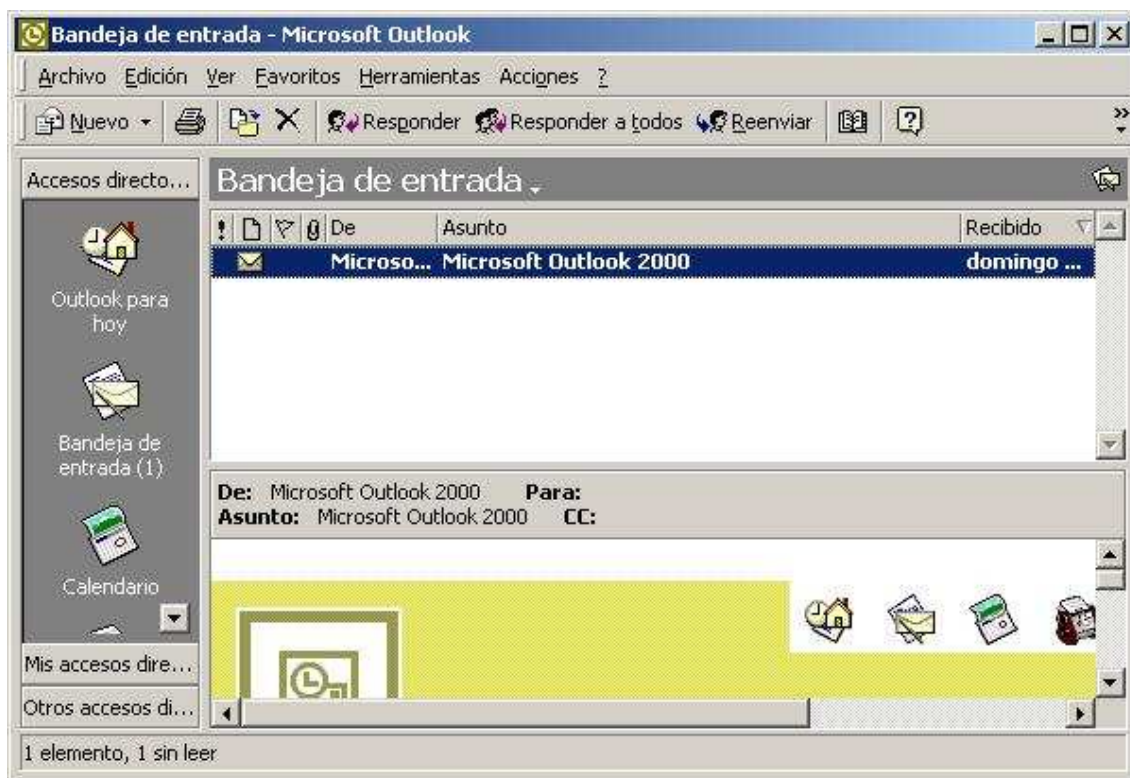 Bandeja de entrada - Microsoft Outlook
Archivo Edición Ver Favoritos Herramientas Acciones ?
Nuevo Responder Responder a todos Reenviar
Accesos directo...
Bandeja de entrada
! De Asunto Recibido
Microso... Microsoft Outlook 2000 domingo ...
Outlook para
hoy
Bandeja de
entrada (1)
Calendario
De: Microsoft Outlook 2000 Para:
Asunto: Microsoft Outlook 2000 CC:
Mis accesos dire...
Otros accesos di...
1 elemento, 1 sin leer